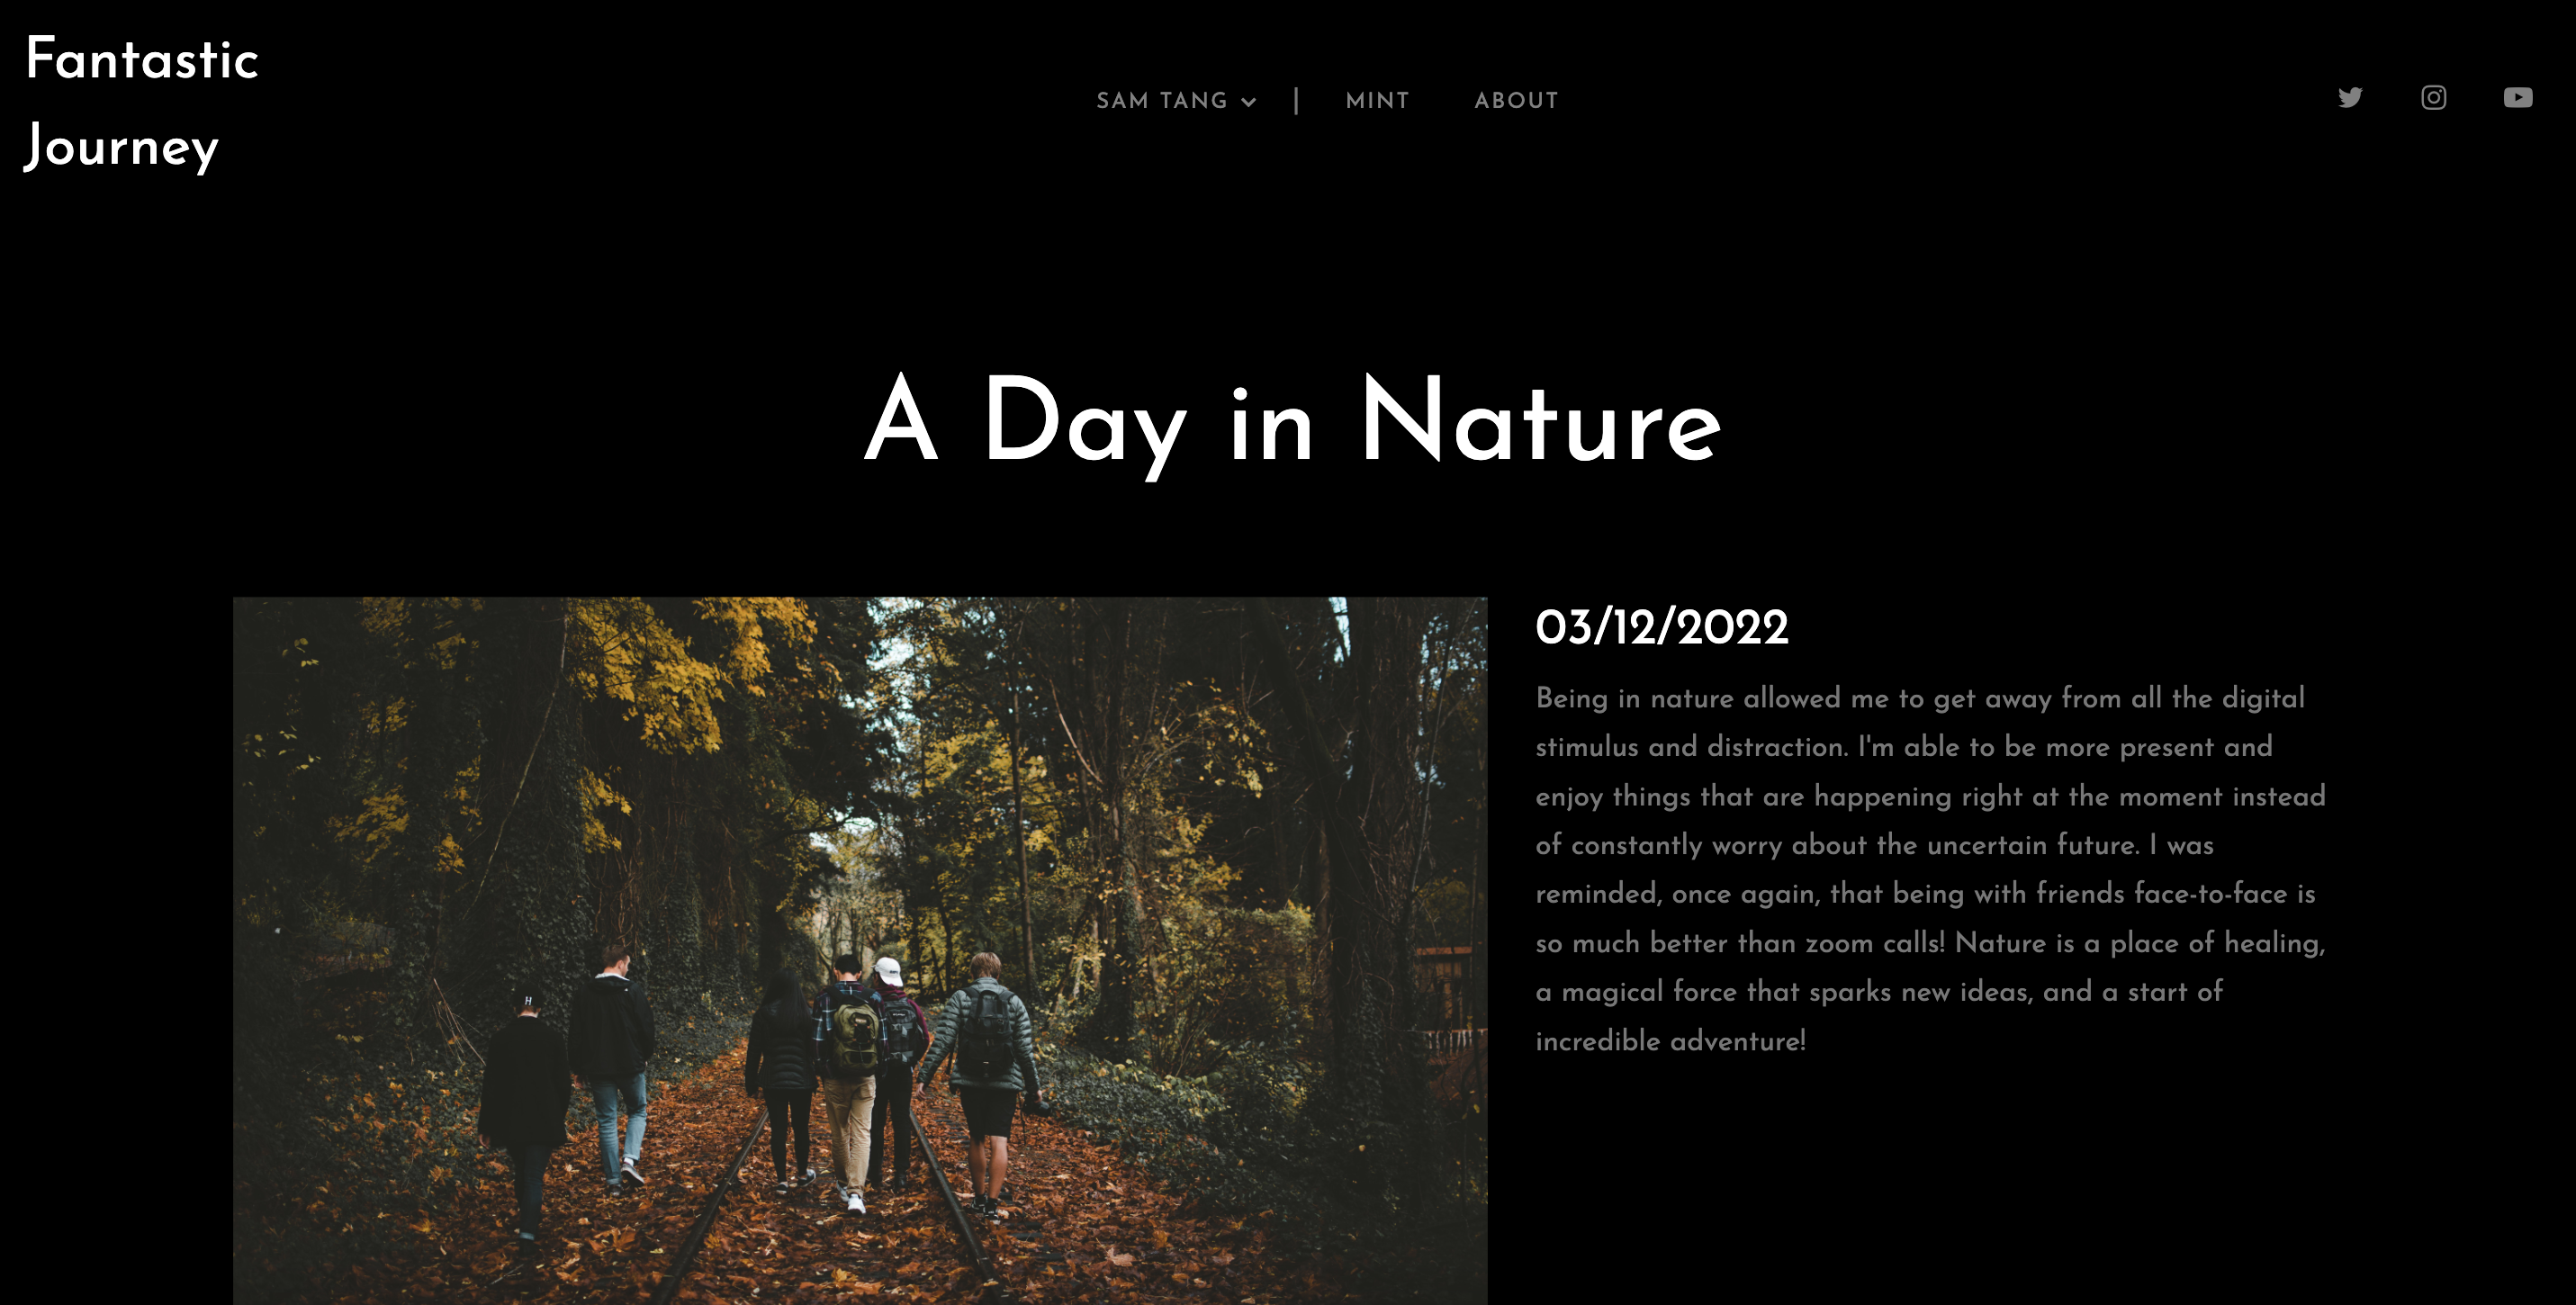 Fantastic
Journey
SAM TANG | MINT ABOUT
A Day in Nature
03/12/2022
Being in nature allowed me to get away from all the digital
stimulus and distraction. I'm able to be more present and
enjoy things that are happening right at the moment instead
of constantly worry about the uncertain future. I was
reminded, once again, that being with friends face-to-face is
so much better than zoom calls! Nature is a place of healing,
a magical force that sparks new ideas, and a start of
incredible adventure!
H